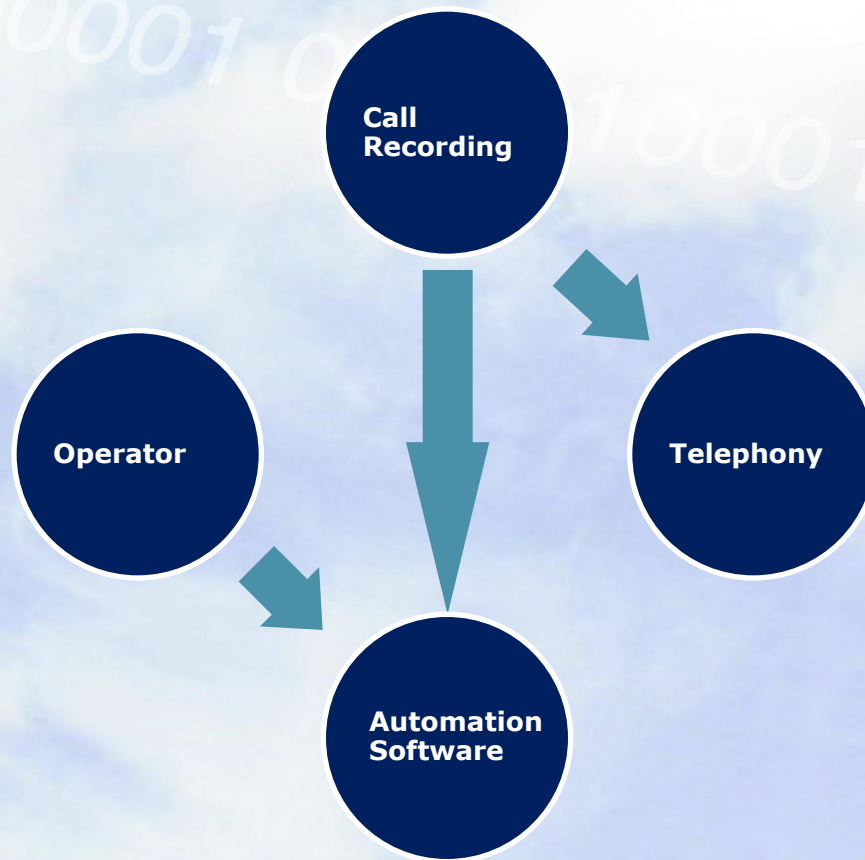 Call
Recording
Operator
Telephony
Automation
Software